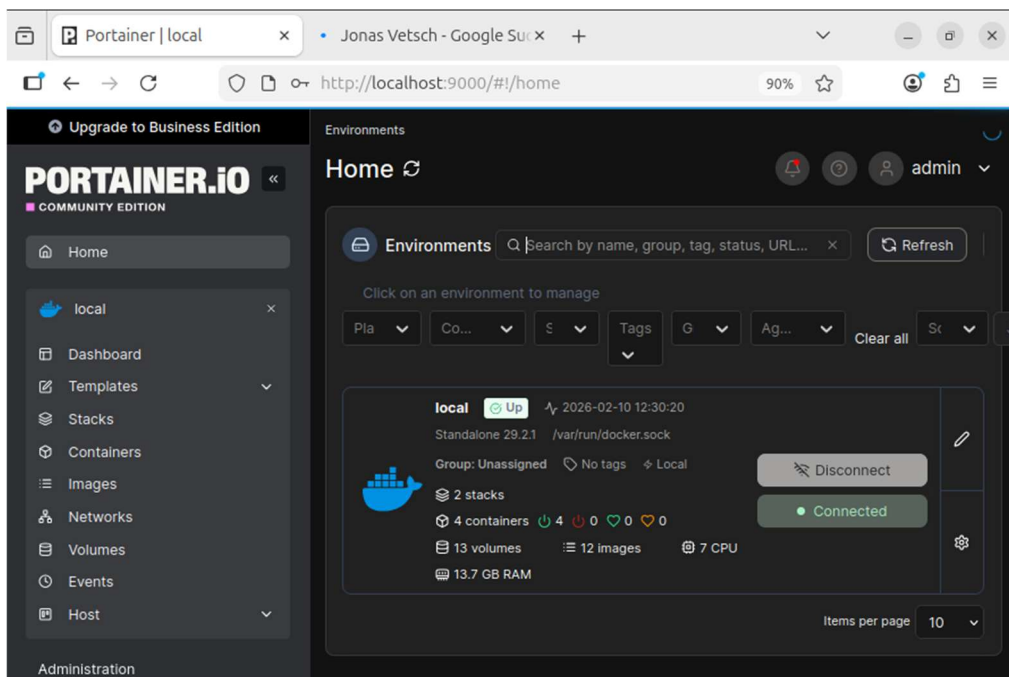 Portainer | local
Jonas Vetsch - Google Suc
http://localhost:9000/#!/home
90%
Upgrade to Business Edition
PORTAINER.iO
COMMUNITY EDITION
Home
local
Dashboard
Templates
Stacks
Containers
Images
Networks
Volumes
Events
Host
Administration
Environments
Home
admin
Environments
Search by name, group, tag, status, URL...
Refresh
Click on an environment to manage
Pla
Co...
S
Tags
G
Ag...
Clear all
So
local
Up
2026-02-10 12:30:20
Standalone 29.2.1 /var/run/docker.sock
Group: Unassigned No tags Local
2 stacks
4 containers 4 0 0 0
13 volumes 12 images 7 CPU
13.7 GB RAM
Disconnect
Connected
Items per page 10